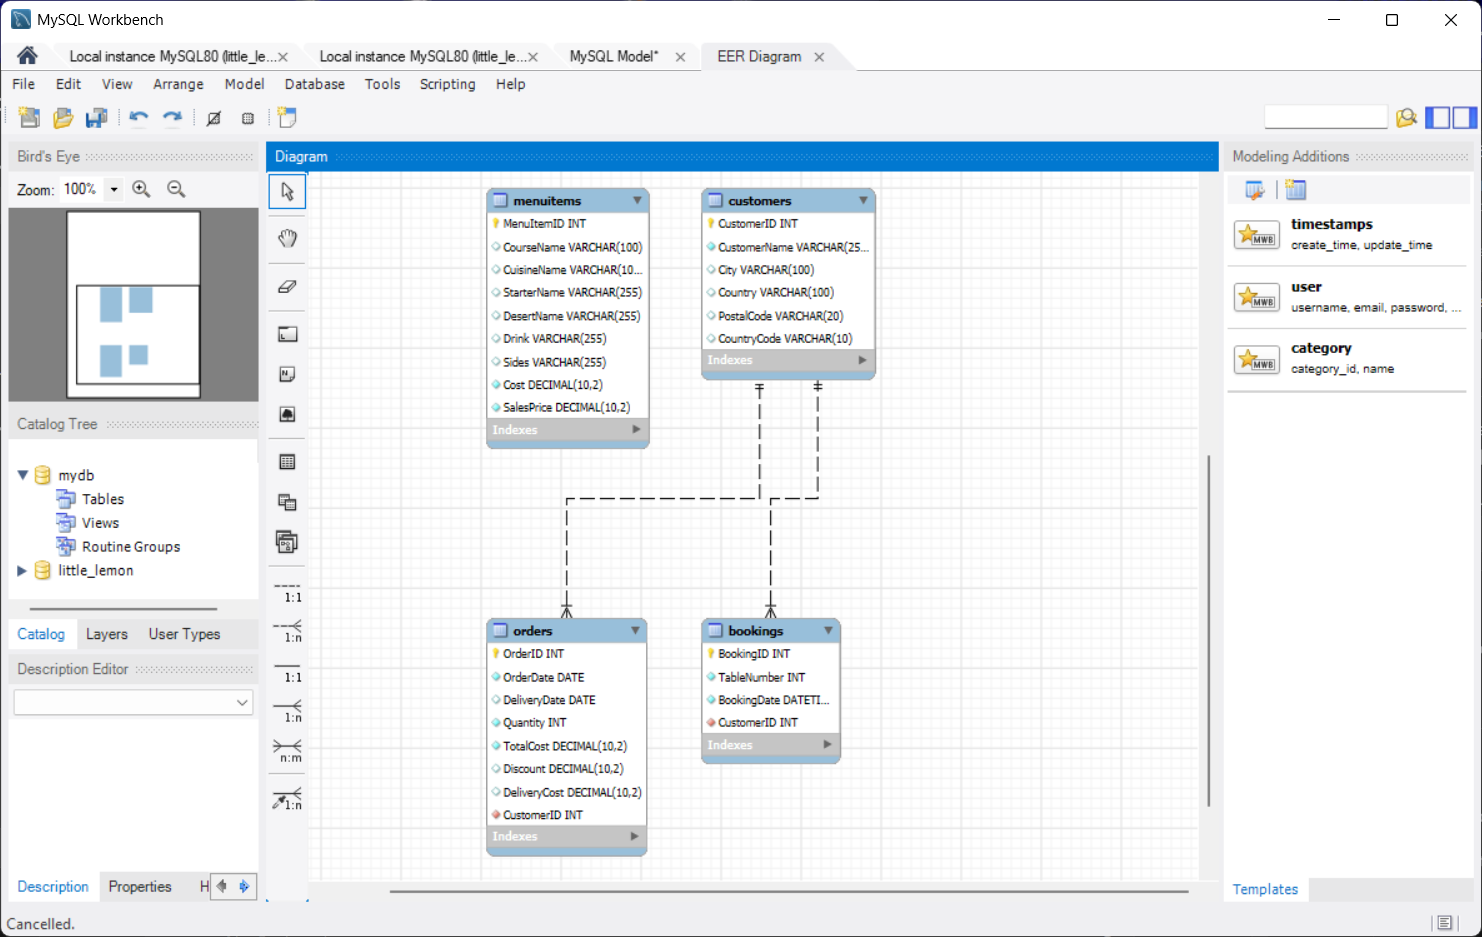 MySQL Workbench
Local instance MySQL80 (little_le...
Local instance MySQL80 (little_le...
MySQL Model*
EER Diagram
File Edit View Arrange Model Database Tools Scripting Help
Bird's Eye
Zoom: 100%
Catalog Tree
mydb
Tables
Views
Routine Groups
little_lemon
Catalog Layers User Types
Description Editor
Description Properties H
Cancelled.
Diagram
1:1
1:n
1:1
1:n
n:m
1:n
menuitems
MenuItemID INT
CourseName VARCHAR(100)
CuisineName VARCHAR(10...
StarterName VARCHAR(255)
DesertName VARCHAR(255)
Drink VARCHAR(255)
Sides VARCHAR(255)
Cost DECIMAL(10,2)
SalesPrice DECIMAL(10,2)
Indexes
customers
CustomerID INT
CustomerName VARCHAR(25...
City VARCHAR(100)
Country VARCHAR(100)
PostalCode VARCHAR(20)
CountryCode VARCHAR(10)
Indexes
orders
OrderID INT
OrderDate DATE
DeliveryDate DATE
Quantity INT
TotalCost DECIMAL(10,2)
Discount DECIMAL(10,2)
DeliveryCost DECIMAL(10,2)
CustomerID INT
Indexes
bookings
BookingID INT
TableNumber INT
BookingDate DATETI...
CustomerID INT
Indexes
Modeling Additions
MWB
timestamps
create_time, update_time
MWB
user
username, email, password, ...
MWB
category
category_id, name
Templates